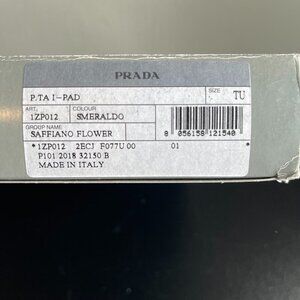 PRADA
P.TA I-PAD
SIZE TU
ART. COLOUR
1ZP012 SMERALDO
GROUP NAME
SAFFIANO FLOWER
8 056158 121540
*1ZP012 2ECJ F077U 00 01 *
P101 2018 32150 B
MADE IN ITALY